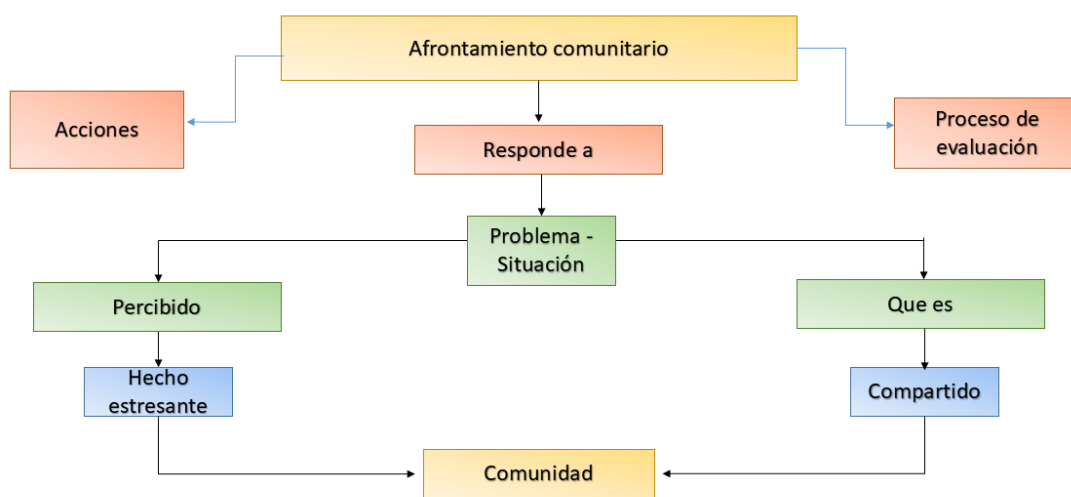 Afrontamiento comunitario
Acciones
Responde a
Proceso de
evaluación
Problema -
Situación
Percibido
Que es
Hecho
estresante
Compartido
Comunidad